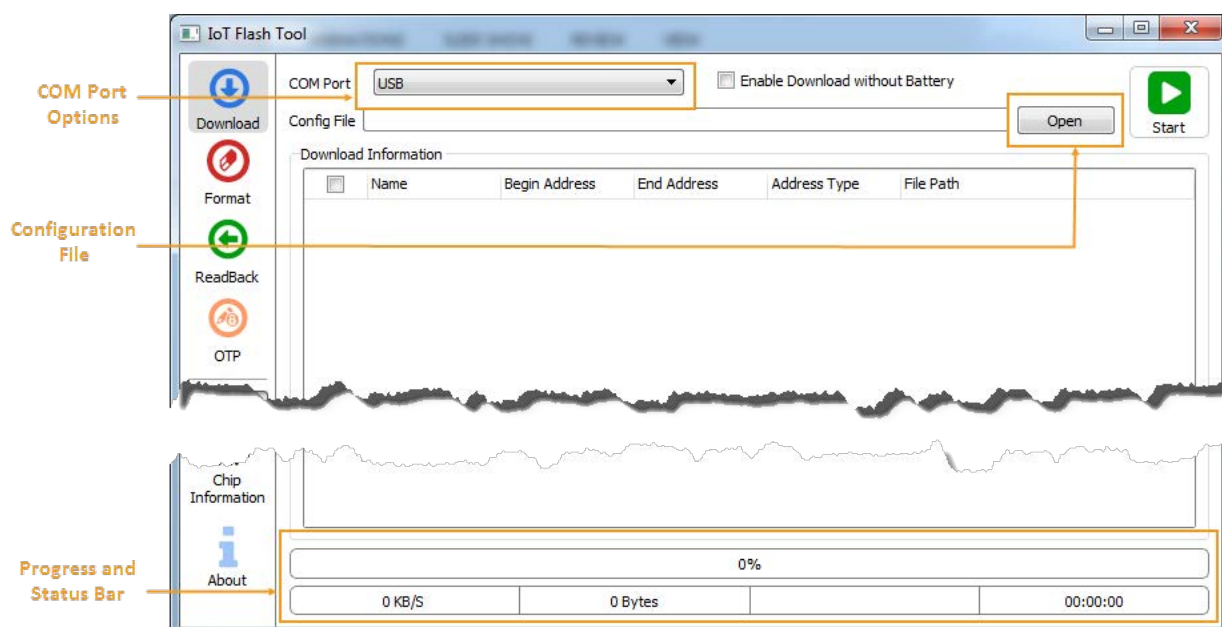 IoT Flash Tool
COM Port
Options
Download
COM Port
USB
Enable Download without Battery
Config File
Open
Start
Download Information
Name
Begin Address
End Address
Address Type
File Path
Format
Configuration
File
ReadBack
OTP
Chip
Information
Progress and
Status Bar
About
0%
0 KB/S
0 Bytes
00:00:00